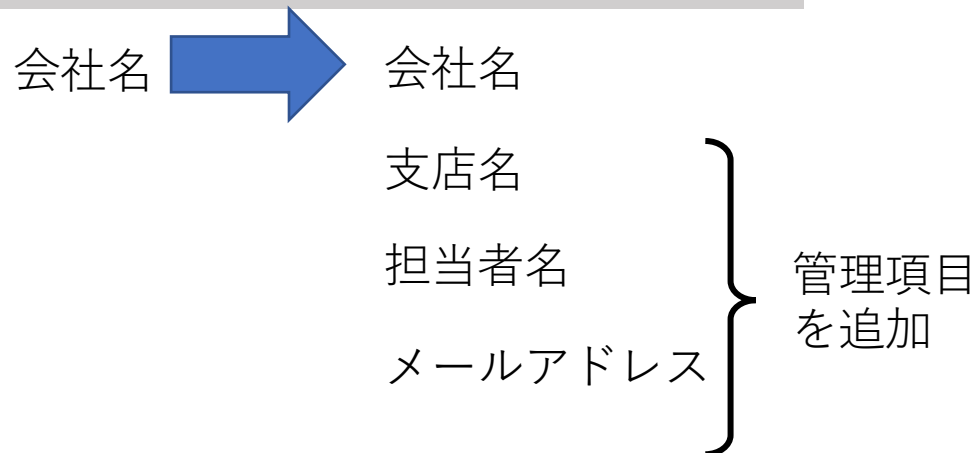 会社名
会社名
支店名
担当者名
メールアドレス
管理項目
を追加